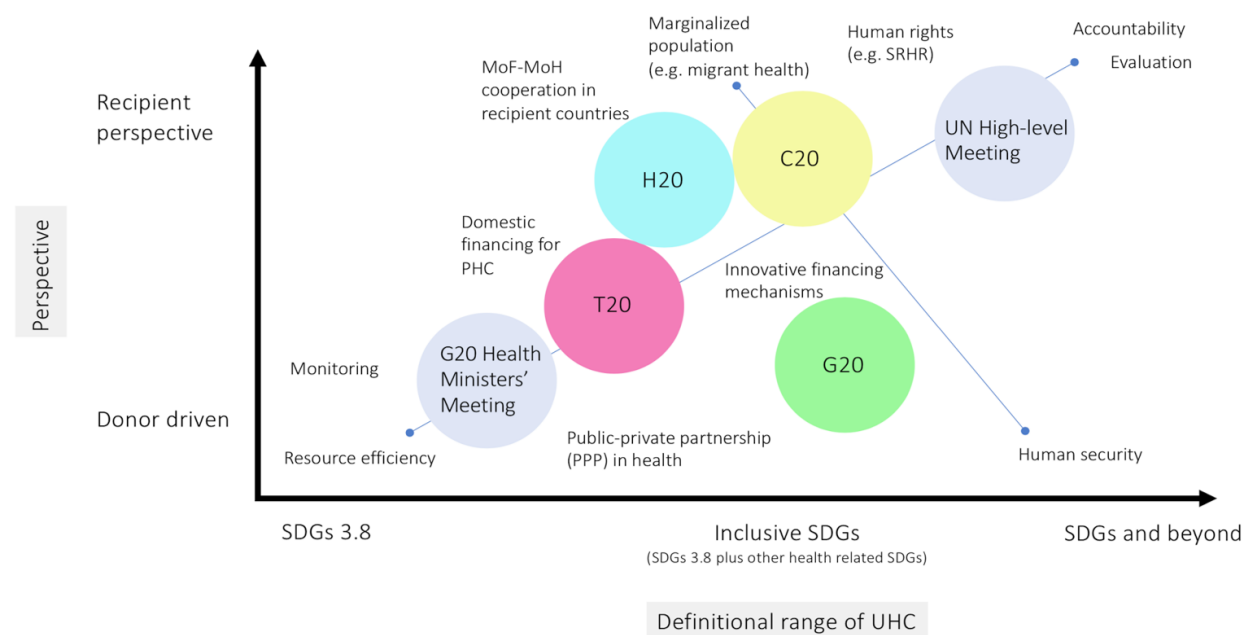 Marginalized
population
(e.g. migrant health)
Human rights
(e.g. SRHR)
Accountability
Evaluation
MoF-MoH
cooperation in
recipient countries
Recipient
perspective
H20
C20
UN High-level
Meeting
Domestic
financing for
PHC
Perspective
Innovative financing
mechanisms
T20
G20
G20 Health
Ministers’
Meeting
Monitoring
Donor driven
Resource efficiency
Public-private partnership
(PPP) in health
Human security
SDGs 3.8
Inclusive SDGs
(SDGs 3.8 plus other health related SDGs)
SDGs and beyond
Definitional range of UHC